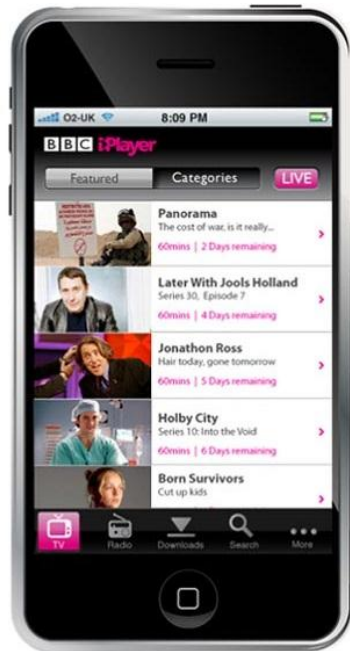 O2-UK 8:09 PM
BBC iPlayer
Featured Categories LIVE
Panorama
The cost of war, is it really...
60mins | 2 Days remaining
Later With Jools Holland
Series 30, Episode 7
60mins | 4 Days remaining
Jonathon Ross
Hair today, gone tomorrow
60mins | 5 Days remaining
Holby City
Series 10: Into the Void
60mins | 6 Days remaining
Born Survivors
Cut up kids
TV Radio Downloads Search More